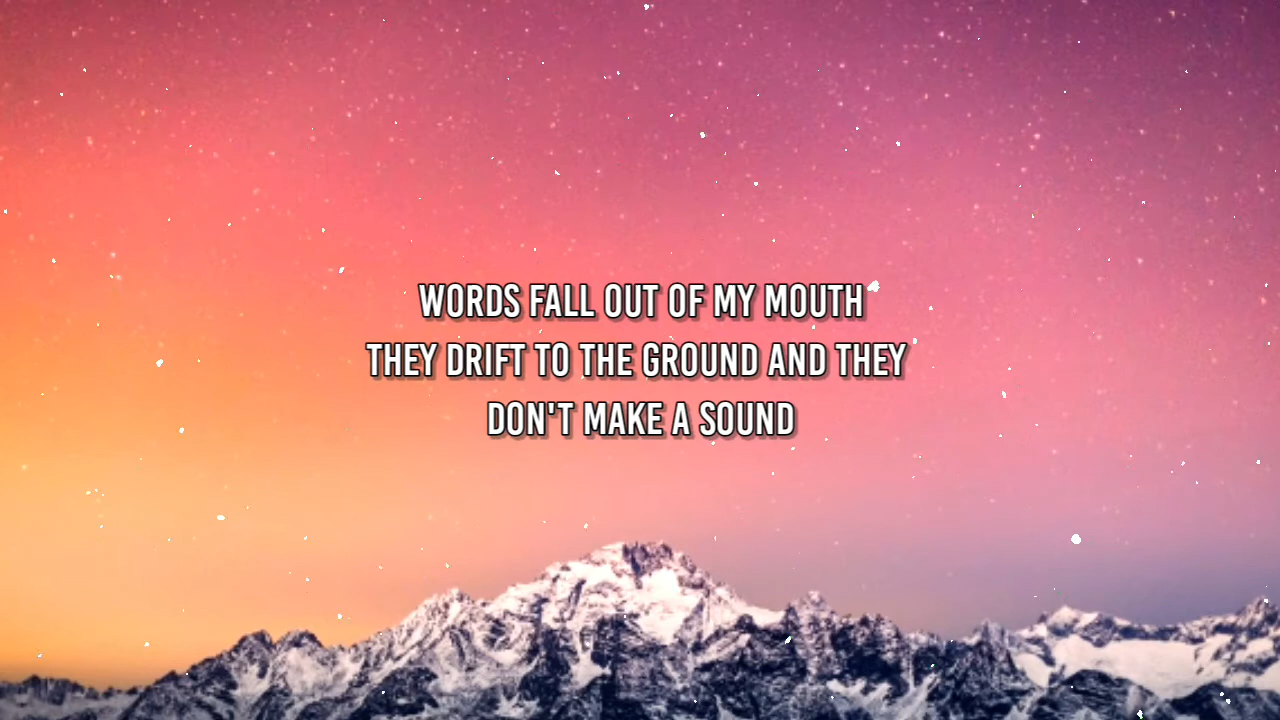 WORDS FALL OUT OF MY MOUTH
THEY DRIFT TO THE GROUND AND THEY
DON'T MAKE A SOUND